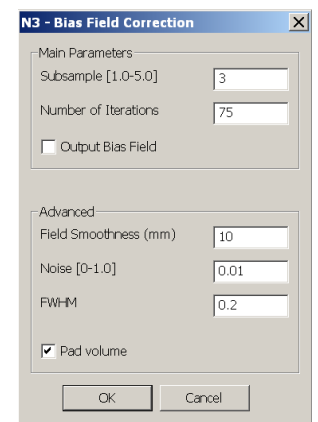 N3 - Bias Field Correction
Main Parameters
Subsample [1.0-5.0] 3
Number of Iterations 75
Output Bias Field
Advanced
Field Smoothness (mm) 10
Noise [0-1.0] 0.01
FWHM 0.2
Pad volume
OK Cancel